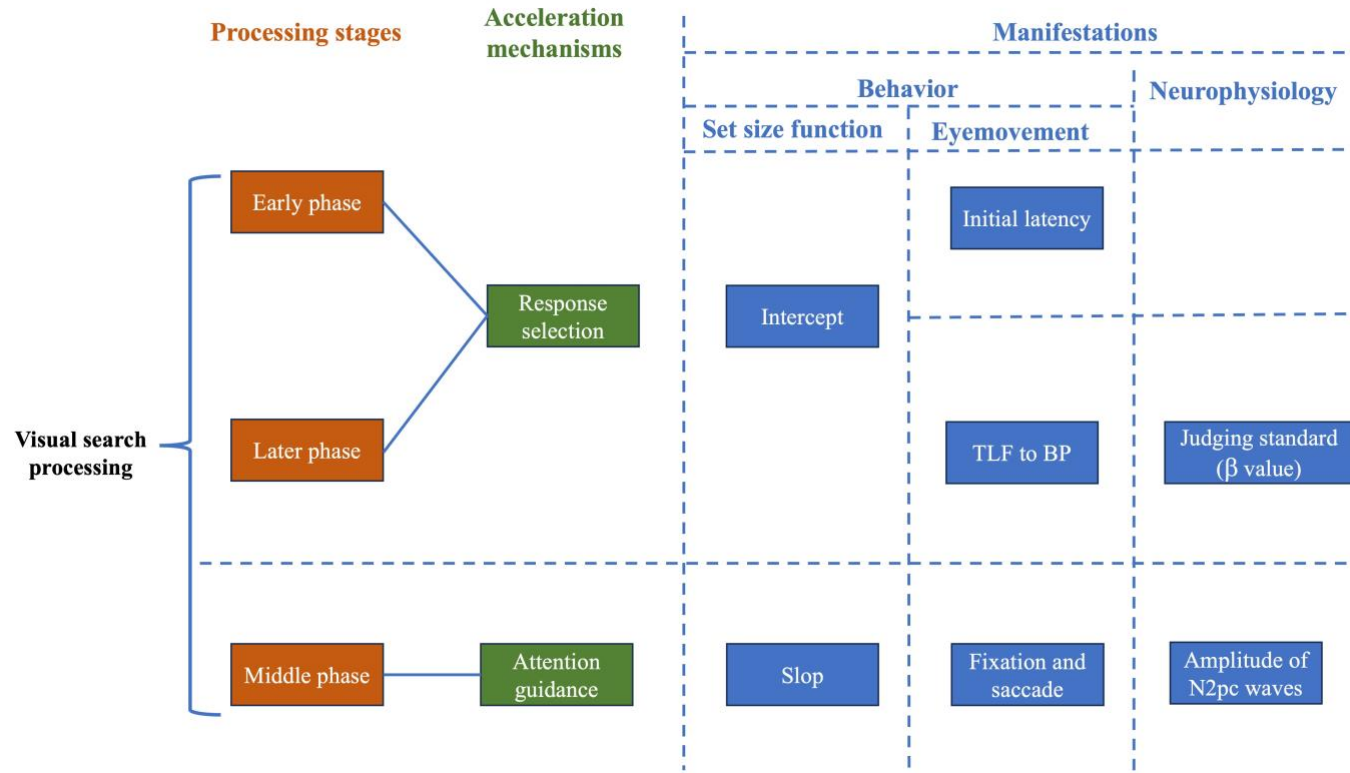 Processing stages
Acceleration
mechanisms
Manifestations
Behavior
Neurophysiology
Set size function
Eyemovement
Early phase
Initial latency
Response
selection
Intercept
Visual search
processing
Later phase
TLF to BP
Judging standard
(β value)
Middle phase
Attention
guidance
Slop
Fixation and
saccade
Amplitude of
N2pc waves